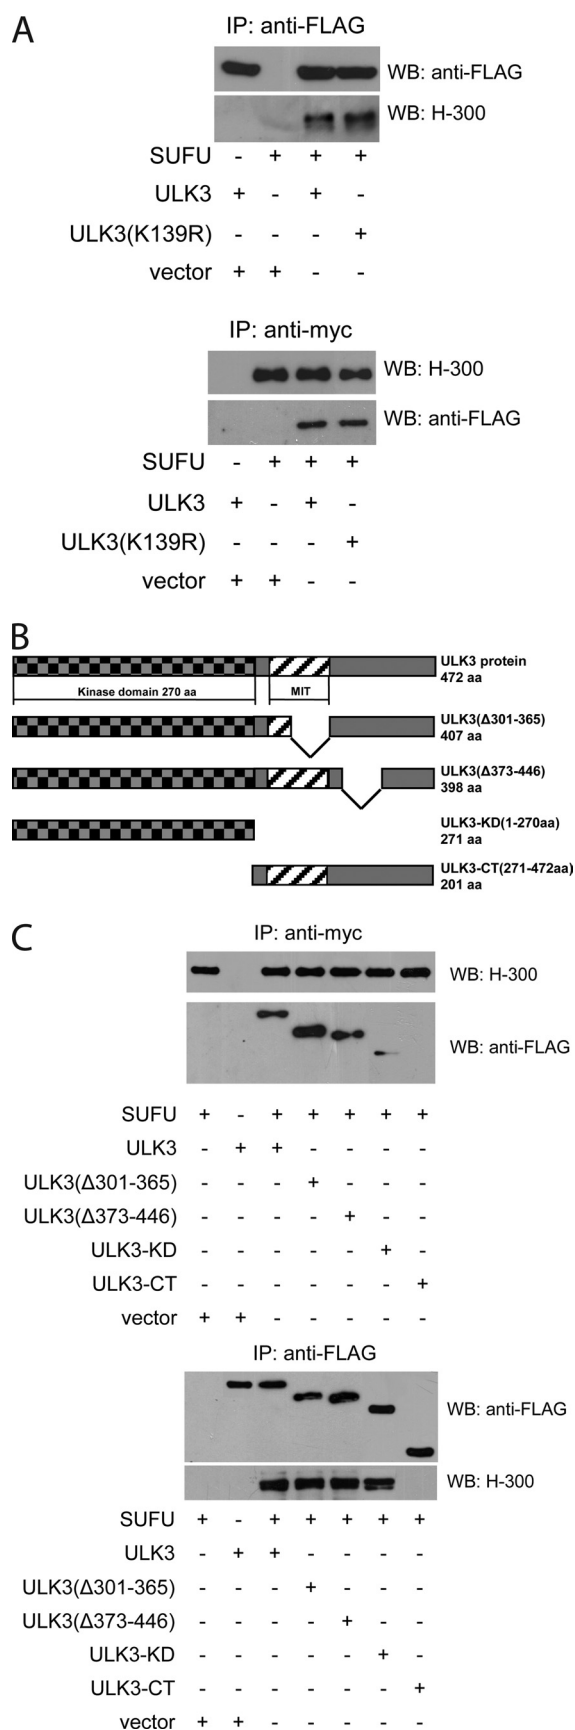 A
IP: anti-FLAG
WB: anti-FLAG
WB: H-300
SUFU - + + +
ULK3 + - + -
ULK3(K139R) - - - +
vector + + - -
IP: anti-myc
WB: H-300
WB: anti-FLAG
SUFU - + + +
ULK3 + - + -
ULK3(K139R) - - - +
vector + + - -
B
ULK3 protein
472 aa
Kinase domain 270 aa
MIT
ULK3(Δ301-365)
407 aa
ULK3(Δ373-446)
398 aa
ULK3-KD(1-270aa)
271 aa
ULK3-CT(271-472aa)
201 aa
C
IP: anti-myc
WB: H-300
WB: anti-FLAG
SUFU + - + + + + +
ULK3 - + + - - - -
ULK3(Δ301-365) - - - + - - -
ULK3(Δ373-446) - - - - + - -
ULK3-KD - - - - - + -
ULK3-CT - - - - - - +
vector + + - - - - -
IP: anti-FLAG
WB: anti-FLAG
WB: H-300
SUFU + - + + + + +
ULK3 - + + - - - -
ULK3(Δ301-365) - - - + - - -
ULK3(Δ373-446) - - - - + - -
ULK3-KD - - - - - + -
ULK3-CT - - - - - - +
vector + + - - - - -